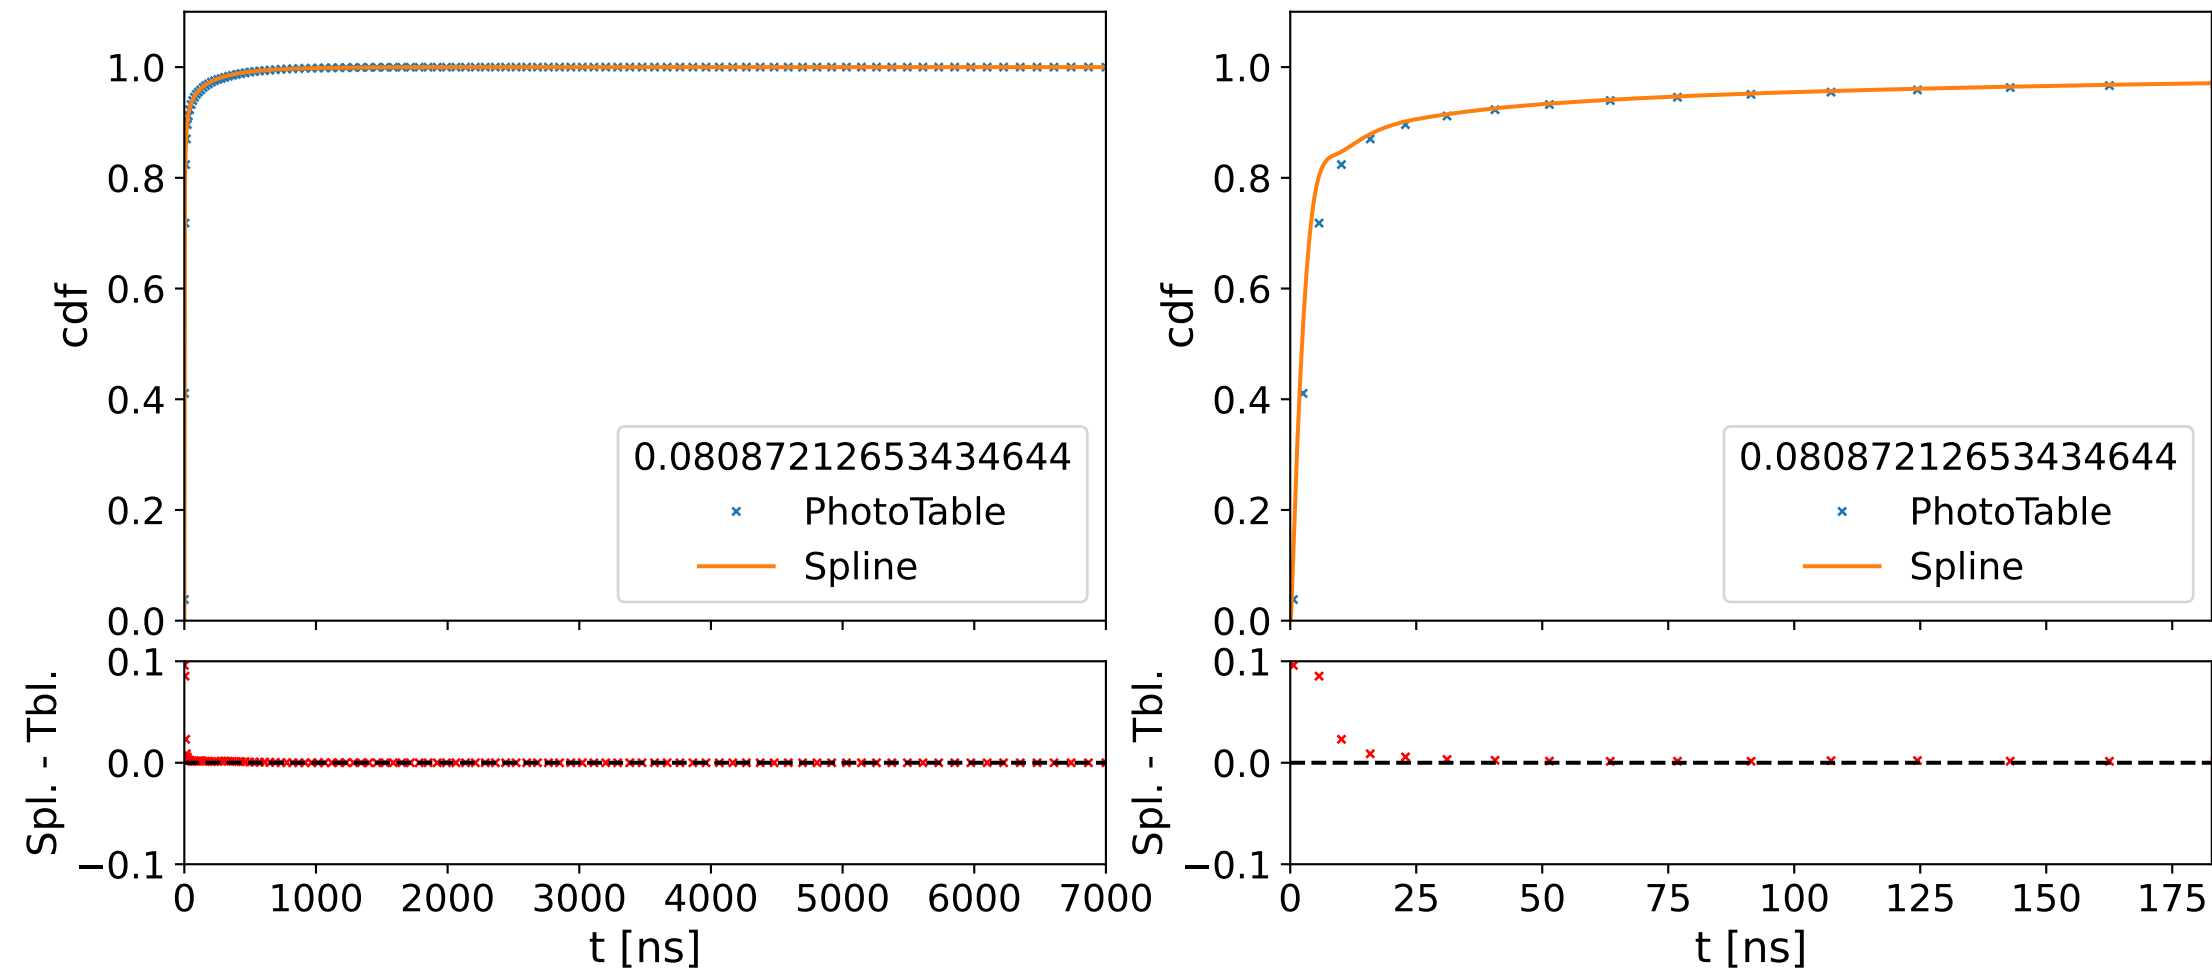 cdf
1.0
0.8
0.6
0.4
0.2
0.0
0.08087212653434644
PhotoTable
Spline
Spl. - Tbl.
0.1
0.0
−0.1
0 1000 2000 3000 4000 5000 6000 7000
t [ns]
cdf
1.0
0.8
0.6
0.4
0.2
0.0
0.08087212653434644
PhotoTable
Spline
Spl. - Tbl.
0.1
0.0
−0.1
0 25 50 75 100 125 150 175
t [ns]